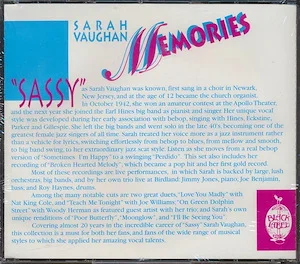 SARAH
VAUGHAN
MEMORIES
"SASSY"
as Sarah Vaughan was known, first sang in a choir in Newark,
New Jersey, and at the age of 12 became the church organist.
In October 1942, she won an amateur contest at the Apollo Theater,
and the next year she joined the Earl Hines big band as pianist and singer. Her unique vocal
style was developed during her early association with bebop, singing with Hines, Eckstine,
Parker and Gillespie. She left the big bands and went solo in the late 40's, becoming one of the
greatest female jazz singers of all time. Sarah treated her voice more as a jazz instrument rather
than a vehicle for lyrics, switching effortlessly from bebop to blues, from mellow and smooth,
to big band swing, to her extraordinary jazz scat style. Listen as she moves from a real bebop
version of "Sometimes I'm Happy" to a swinging "Perdido". This set also includes her
recording of "Broken Hearted Melody", which became a pop hit and her first gold record.
Most of these recordings are live performances, in which Sarah is backed by large, lush
orchestras, big bands, and by her own trio live at Birdland: Jimmy Jones, piano; Joe Benjamin,
bass; and Roy Haynes, drums.
Among the many notable cuts are two great duets, "Love You Madly" with
Nat King Cole, and "Teach Me Tonight" with Joe Williams; "On Green Dolphin
Street" with Woody Herman as featured guest artist with her trio; and Sarah's own
unique renditions of "Poor Butterfly", "Moonglow", and "I'll Be Seeing You".
Covering almost 20 years in the incredible career of "Sassy" Sarah Vaughan,
this collection is a must for both her fans, and fans of the wide range of musical
styles to which she applied her amazing vocal talents.
BLACK
LABEL